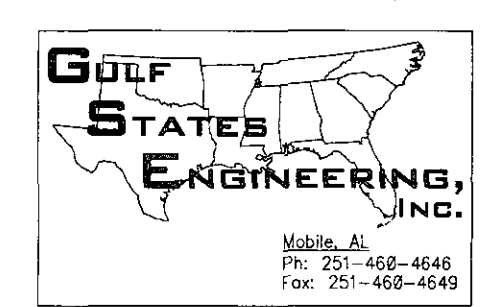 GULF
STATES
ENGINEERING,
INC.
Mobile, AL
Ph: 251-460-4646
Fax: 251-460-4649